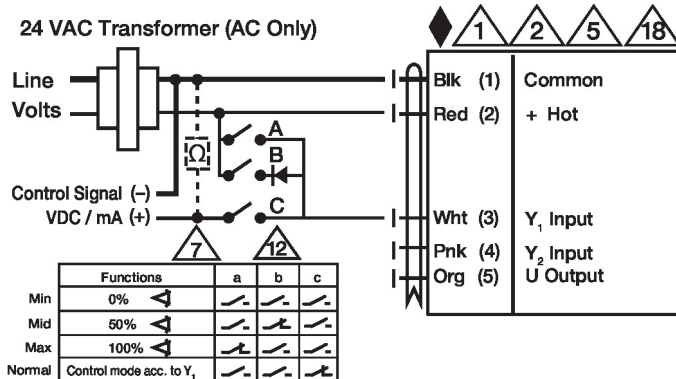 24 VAC Transformer (AC Only)
1 2 5 18
Line
Volts
Blk (1) Common
Red (2) + Hot
A
Ω
B
Control Signal (–)
VDC / mA (+)
C
Wht (3) Y1 Input
Pnk (4) Y2 Input
Org (5) U Output
7 12
Functions a b c
Min 0%
Mid 50%
Max 100%
Normal Control mode acc. to Y1